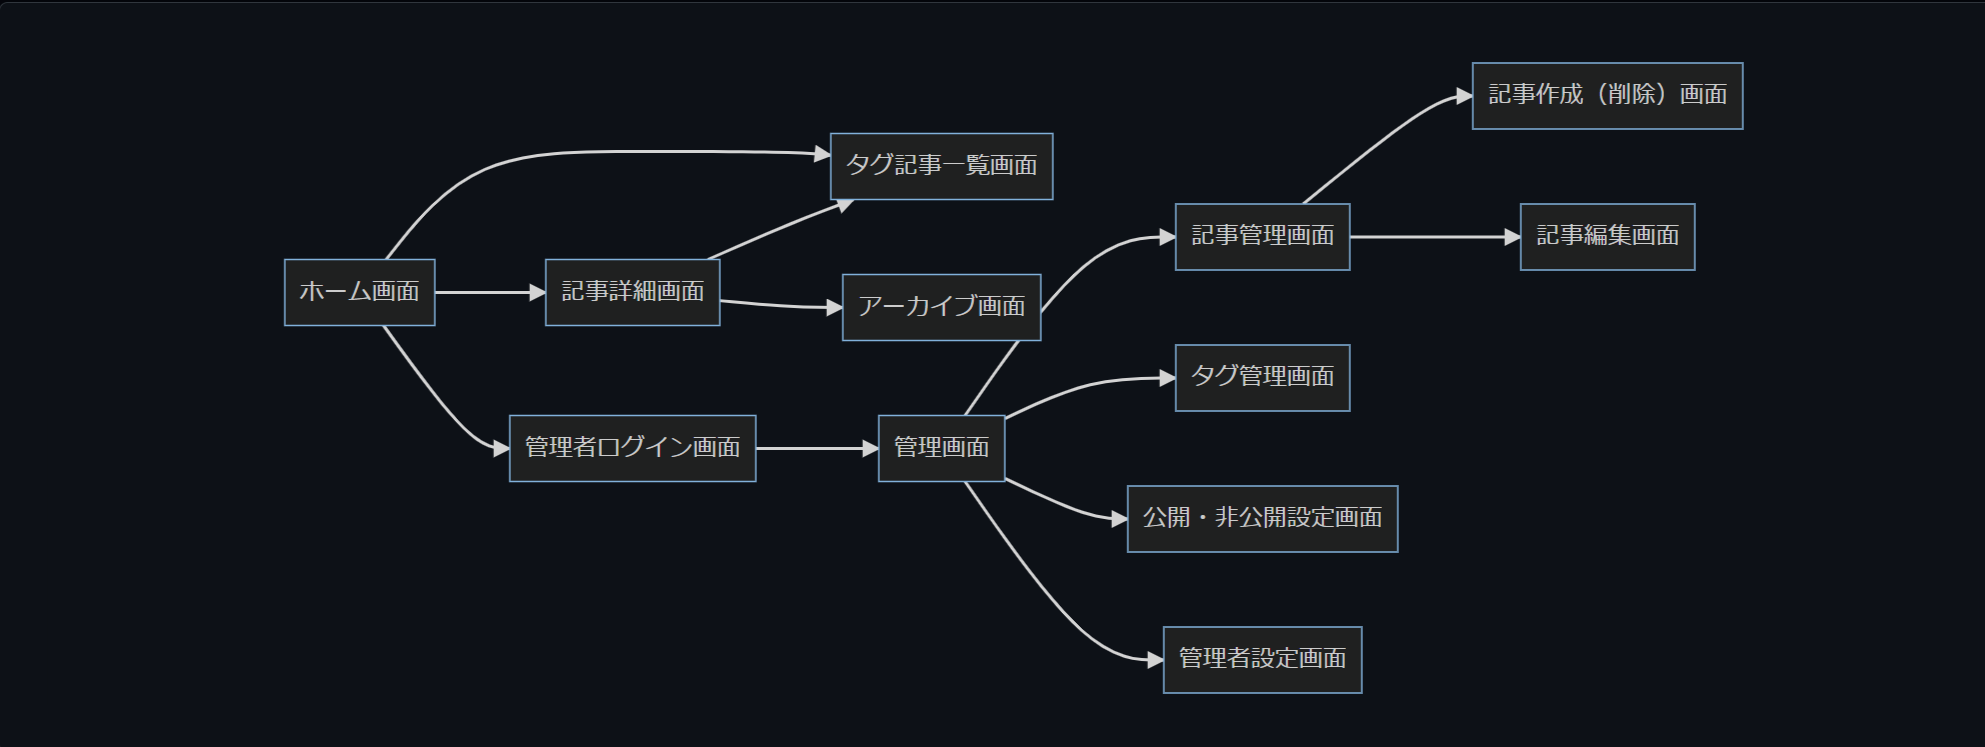 ホーム画面
タグ記事一覧画面
記事詳細画面
アーカイブ画面
管理者ログイン画面
管理画面
記事管理画面
記事作成（削除）画面
記事編集画面
タグ管理画面
公開・非公開設定画面
管理者設定画面